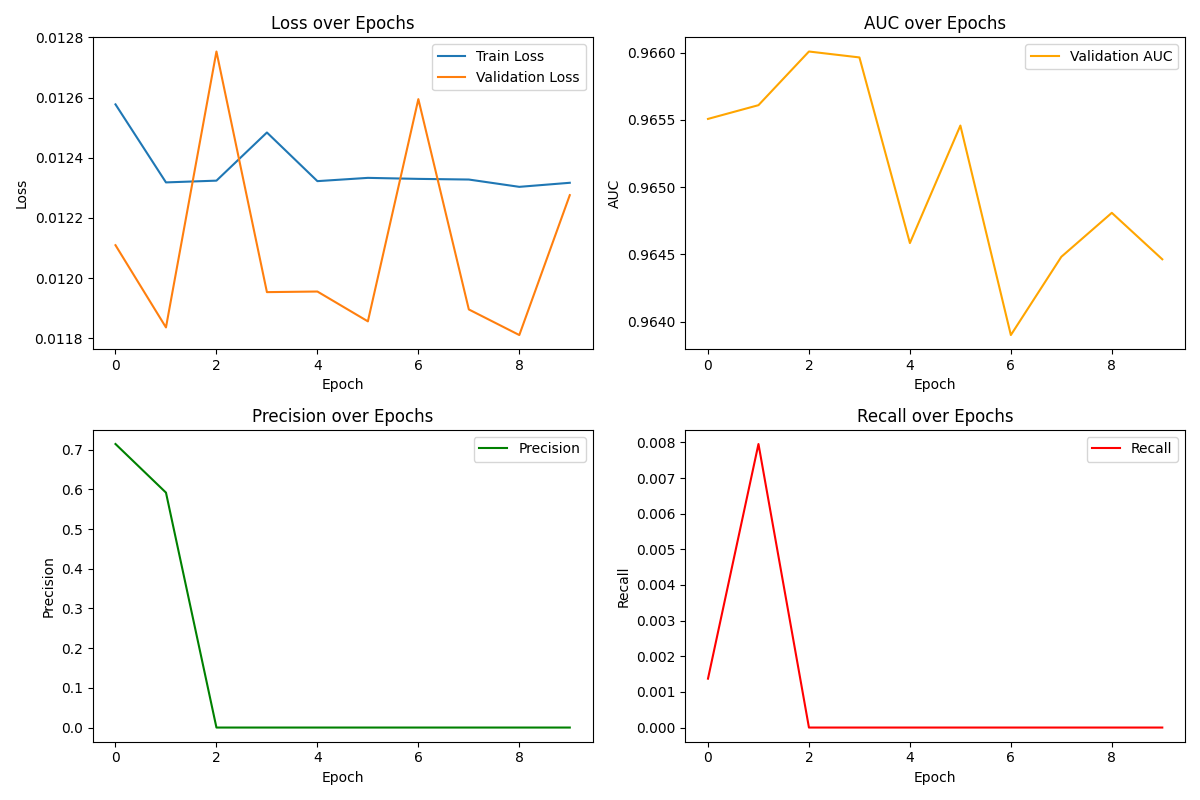 Loss over Epochs
0.0128
0.0126
0.0124
0.0122
0.0120
0.0118
Loss
Train Loss
Validation Loss
0 2 4 6 8
Epoch
AUC over Epochs
0.9660
0.9655
0.9650
0.9645
0.9640
AUC
Validation AUC
0 2 4 6 8
Epoch
Precision over Epochs
0.7
0.6
0.5
0.4
0.3
0.2
0.1
0.0
Precision
Precision
0 2 4 6 8
Epoch
Recall over Epochs
0.008
0.007
0.006
0.005
0.004
0.003
0.002
0.001
0.000
Recall
Recall
0 2 4 6 8
Epoch